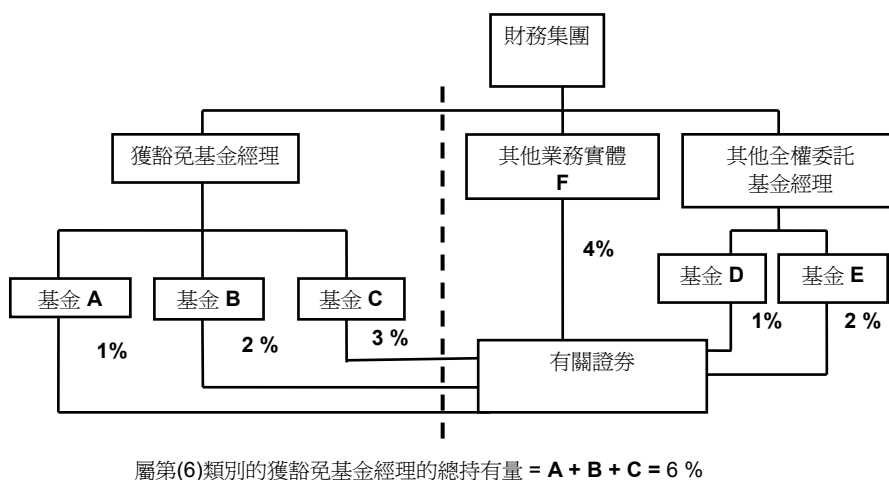 財務集團
獲豁免基金經理
其他業務實體
F
其他全權委託
基金經理
4%
基金 A
基金 B
基金 C
基金 D
基金 E
1%
2 %
3 %
1%
2 %
有關證券
屬第(6)類別的獲豁免基金經理的總持有量 = A + B + C = 6 %